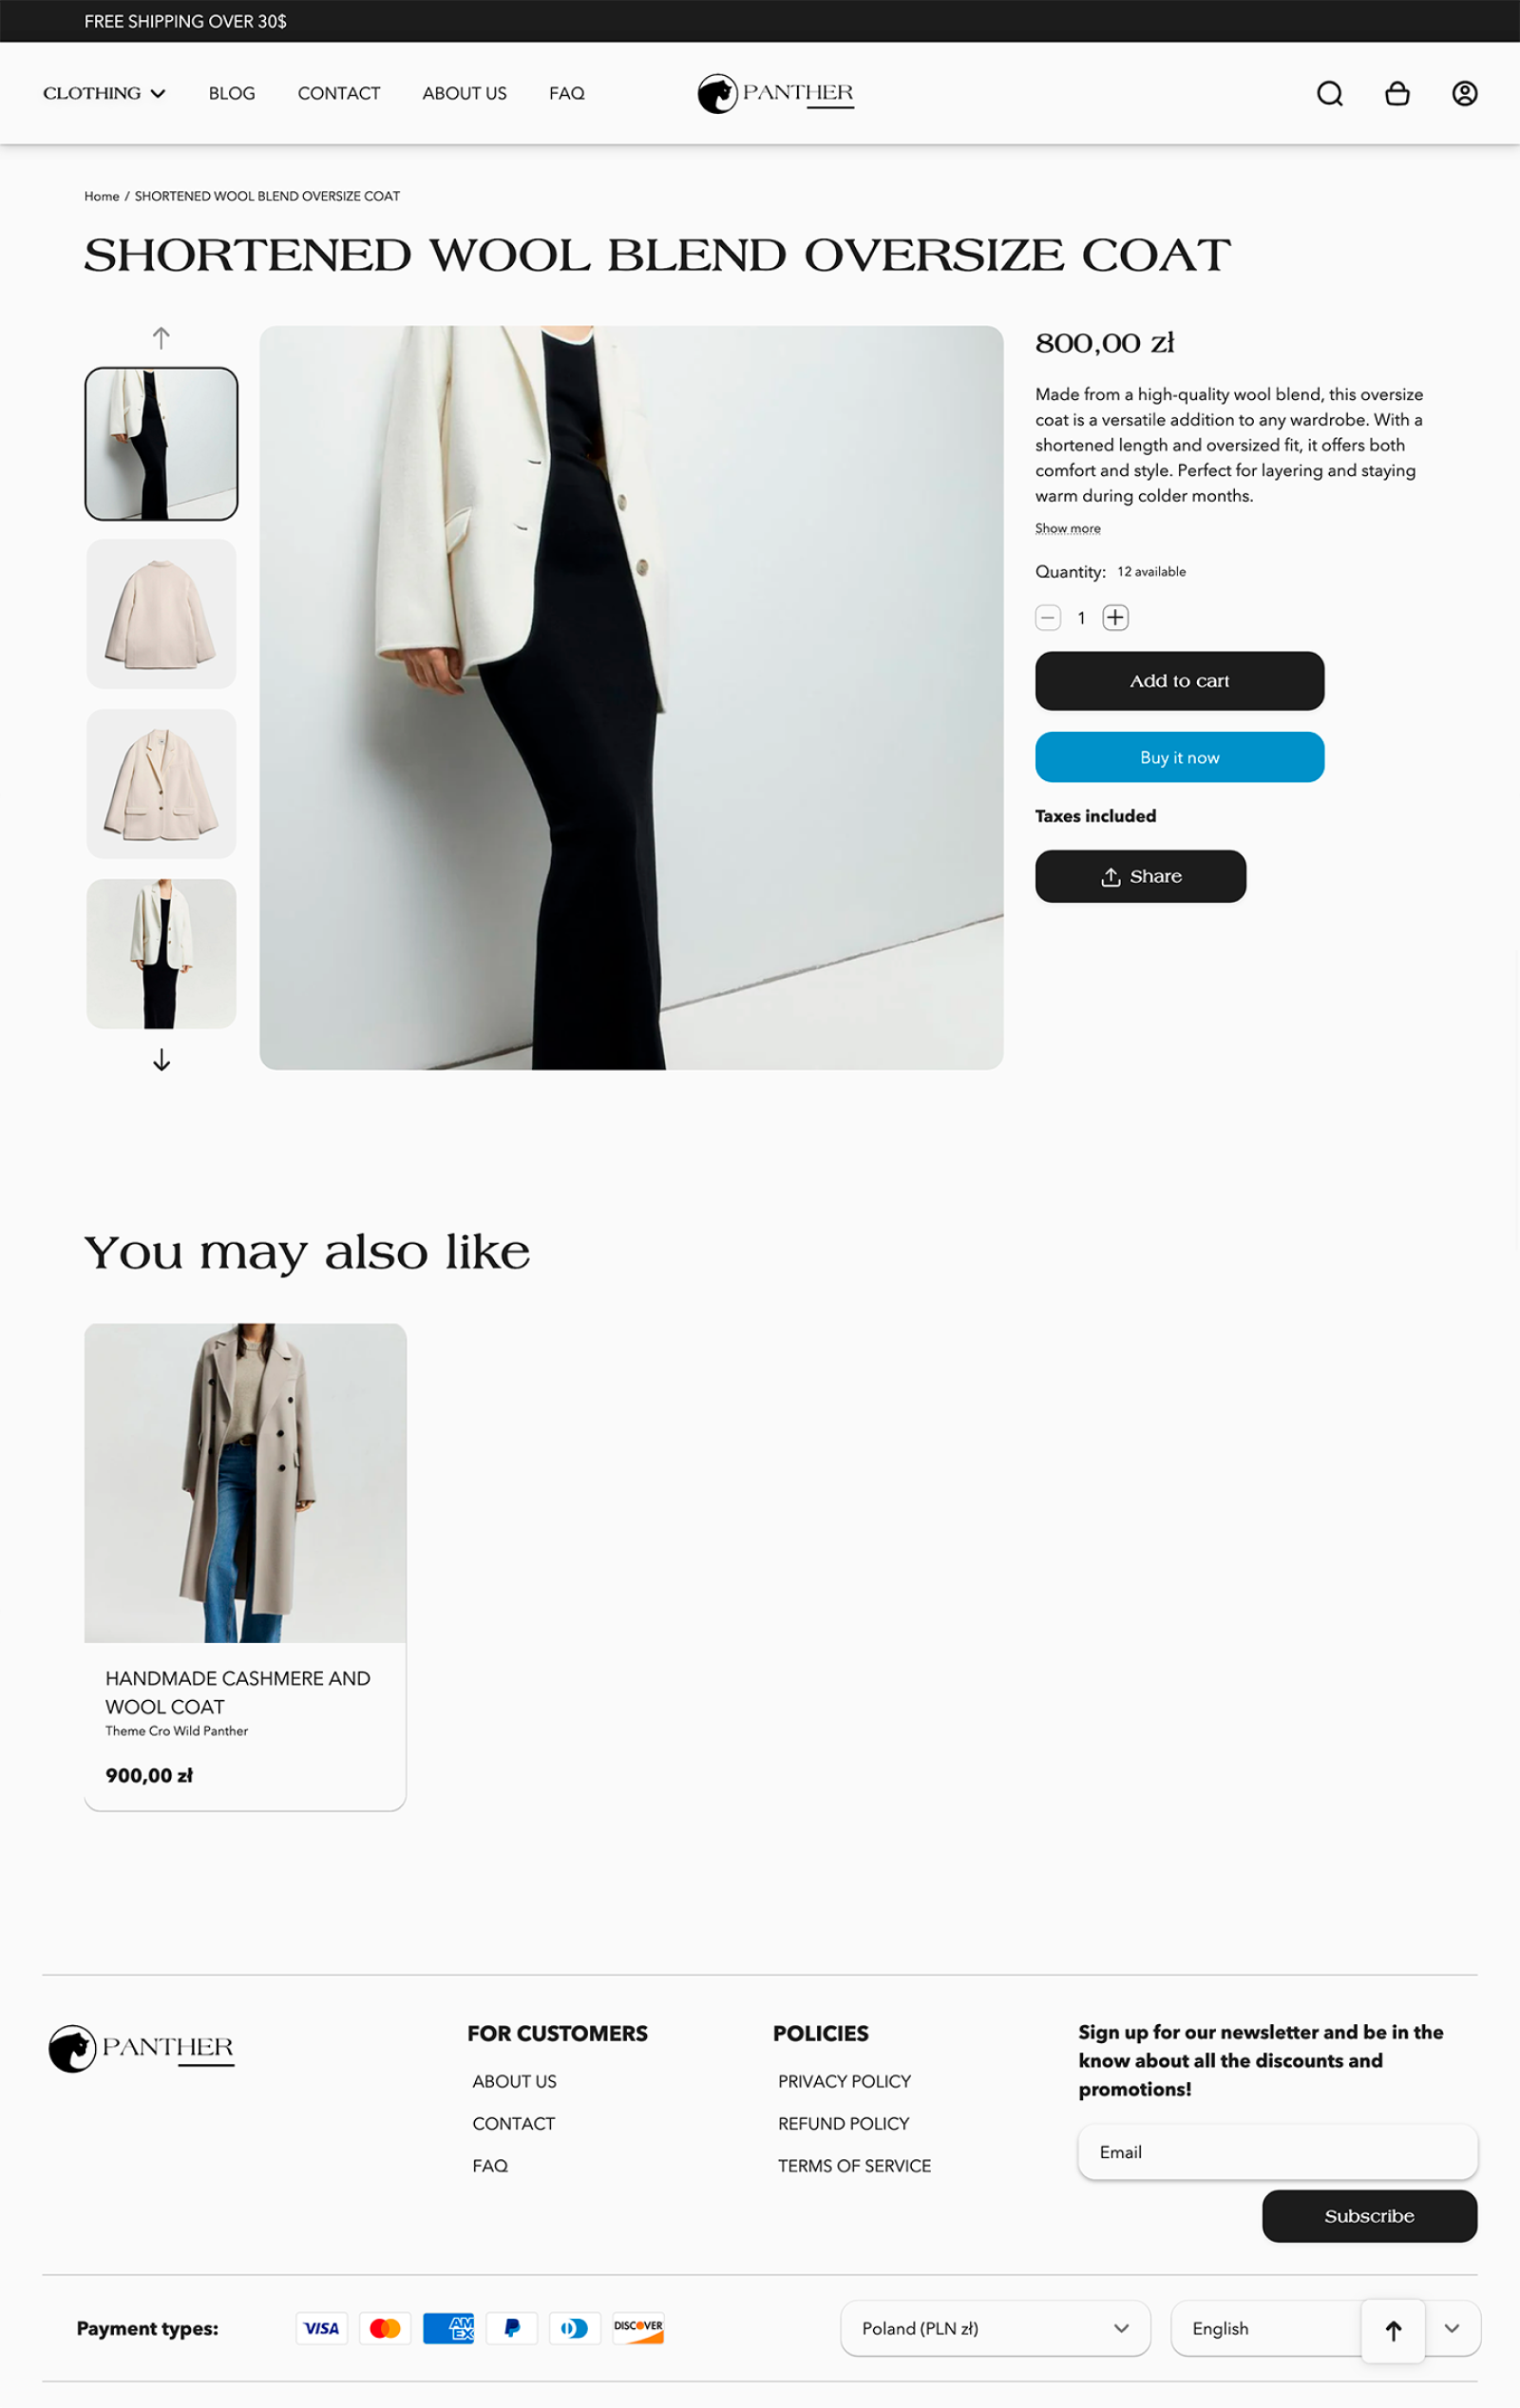 FREE SHIPPING OVER 30$
CLOTHING BLOG CONTACT ABOUT US FAQ PANTHER
Home / SHORTENED WOOL BLEND OVERSIZE COAT
SHORTENED WOOL BLEND OVERSIZE COAT
800,00 zł
Made from a high-quality wool blend, this oversize
coat is a versatile addition to any wardrobe. With a
shortened length and oversized fit, it offers both
comfort and style. Perfect for layering and staying
warm during colder months.
Show more
Quantity: 12 available
1
Add to cart
Buy it now
Taxes included
Share
You may also like
HANDMADE CASHMERE AND
WOOL COAT
Theme Cro Wild Panther
900,00 zł
PANTHER
FOR CUSTOMERS
ABOUT US
CONTACT
FAQ
POLICIES
PRIVACY POLICY
REFUND POLICY
TERMS OF SERVICE
Sign up for our newsletter and be in the
know about all the discounts and
promotions!
Email
Subscribe
Payment types:
VISA
AM
EX
DISCOVER
Poland (PLN zł)
English